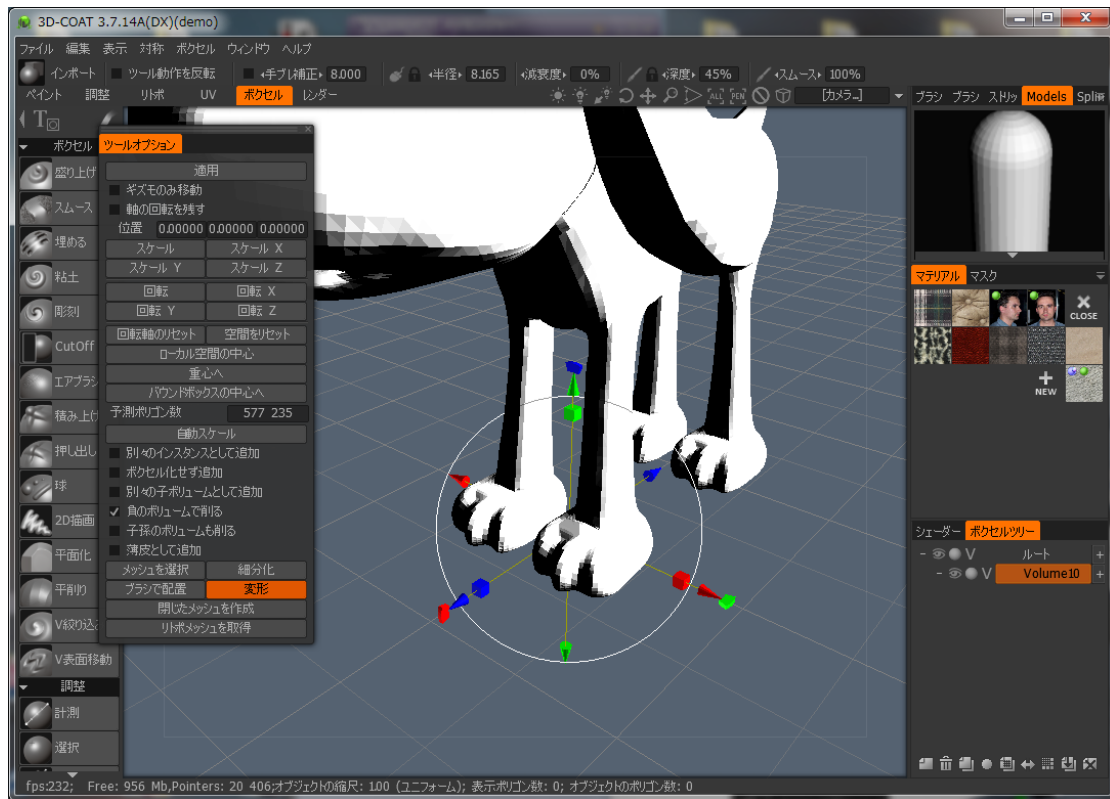 3D-COAT 3.7.14A(DX)(demo)
ファイル 編集 表示 対称 ボクセル ウィンドウ ヘルプ
インポート ツール動作を反転 手ブレ補正 8.000 半径 8.165 減衰度 0% 深度 45% スムース 100%
ペイント 調整 リトポ UV ボクセル レンダー ALL PEN [カメラ...] ブラシ ブラシ ストリッ Models Spli
T
ボクセル
盛り上げ
スムース
埋める
粘土
彫刻
CutOff
エアブラシ
積み上げ
押し出し
球
2D描画
平面化
平削り
V絞り込
V表面移動
調整
計測
選択
ツールオプション
適用
ギズモのみ移動
軸の回転を残す
位置 0.00000 0.00000 0.00000
スケール スケール X
スケール Y スケール Z
回転 回転 X
回転 Y 回転 Z
回転軸のリセット 空間をリセット
ローカル空間の中心
重心へ
バウンドボックスの中心へ
予測ポリゴン数 577 235
自動スケール
別々のインスタンスとして追加
ボクセル化せず追加
別々の子ボリュームとして追加
負のボリュームで削る
子孫のボリュームも削る
薄皮として追加
メッシュを選択 細分化
ブラシで配置 変形
閉じたメッシュを作成
リトポメッシュを取得
マテリアル マスク
CLOSE
NEW
シェーダー ボクセルツリー
V ルート +
V Volume10 +
fps:232; Free: 956 Mb,Pointers: 20 406;オブジェクトの縮尺: 1.00 (ユニフォーム); 表示ポリゴン数: 0; オブジェクトのポリゴン数: 0